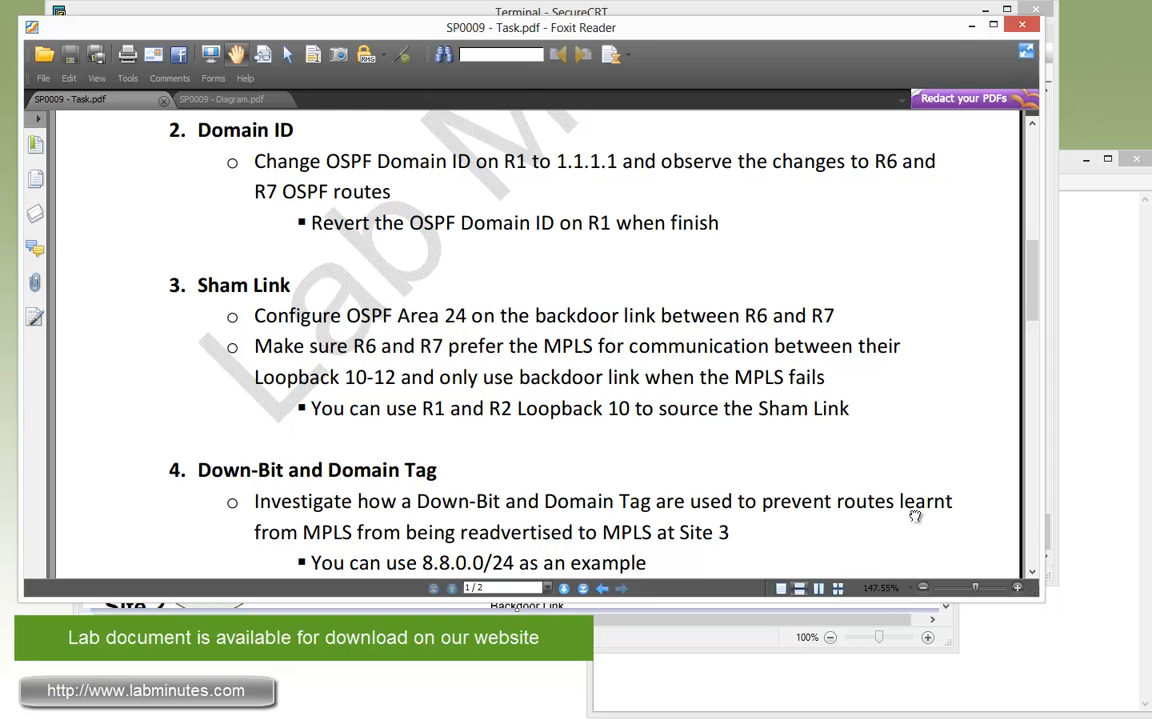 Terminal - SecureCRT
SP0009 - Task.pdf - Foxit Reader
File Edit View Tools Comments Forms Help
SP0009 - Task.pdf
SP0009 - Diagram.pdf
Redact your PDFs
2. Domain ID
o Change OSPF Domain ID on R1 to 1.1.1.1 and observe the changes to R6 and
R7 OSPF routes
▪ Revert the OSPF Domain ID on R1 when finish
3. Sham Link
o Configure OSPF Area 24 on the backdoor link between R6 and R7
o Make sure R6 and R7 prefer the MPLS for communication between their
Loopback 10-12 and only use backdoor link when the MPLS fails
▪ You can use R1 and R2 Loopback 10 to source the Sham Link
4. Down-Bit and Domain Tag
o Investigate how a Down-Bit and Domain Tag are used to prevent routes learnt
from MPLS from being readvertised to MPLS at Site 3
▪ You can use 8.8.0.0/24 as an example
Lab M
1 / 2
147.55%
Site 2
Backdoor Link
100%
Lab document is available for download on our website
http://www.labminutes.com